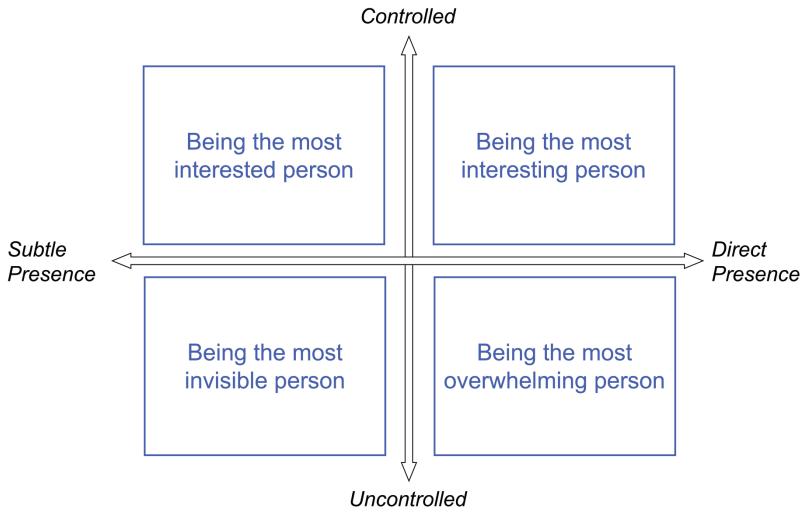 Controlled
Being the most
interested person
Being the most
interesting person
Subtle
Presence
Direct
Presence
Being the most
invisible person
Being the most
overwhelming person
Uncontrolled